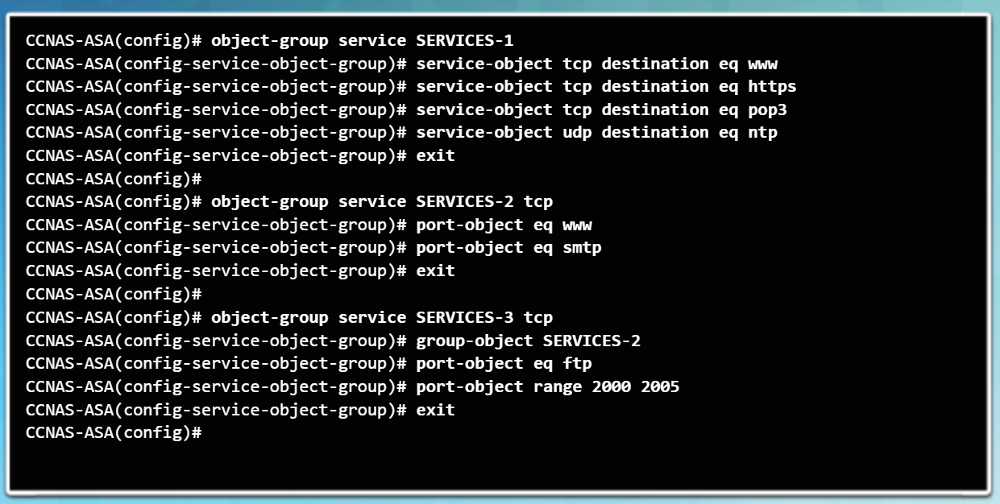 CCNAS-ASA(config)# object-group service SERVICES-1
CCNAS-ASA(config-service-object-group)# service-object tcp destination eq www
CCNAS-ASA(config-service-object-group)# service-object tcp destination eq https
CCNAS-ASA(config-service-object-group)# service-object tcp destination eq pop3
CCNAS-ASA(config-service-object-group)# service-object udp destination eq ntp
CCNAS-ASA(config-service-object-group)# exit
CCNAS-ASA(config)#
CCNAS-ASA(config)# object-group service SERVICES-2 tcp
CCNAS-ASA(config-service-object-group)# port-object eq www
CCNAS-ASA(config-service-object-group)# port-object eq smtp
CCNAS-ASA(config-service-object-group)# exit
CCNAS-ASA(config)#
CCNAS-ASA(config)# object-group service SERVICES-3 tcp
CCNAS-ASA(config-service-object-group)# group-object SERVICES-2
CCNAS-ASA(config-service-object-group)# port-object eq ftp
CCNAS-ASA(config-service-object-group)# port-object range 2000 2005
CCNAS-ASA(config-service-object-group)# exit
CCNAS-ASA(config)#